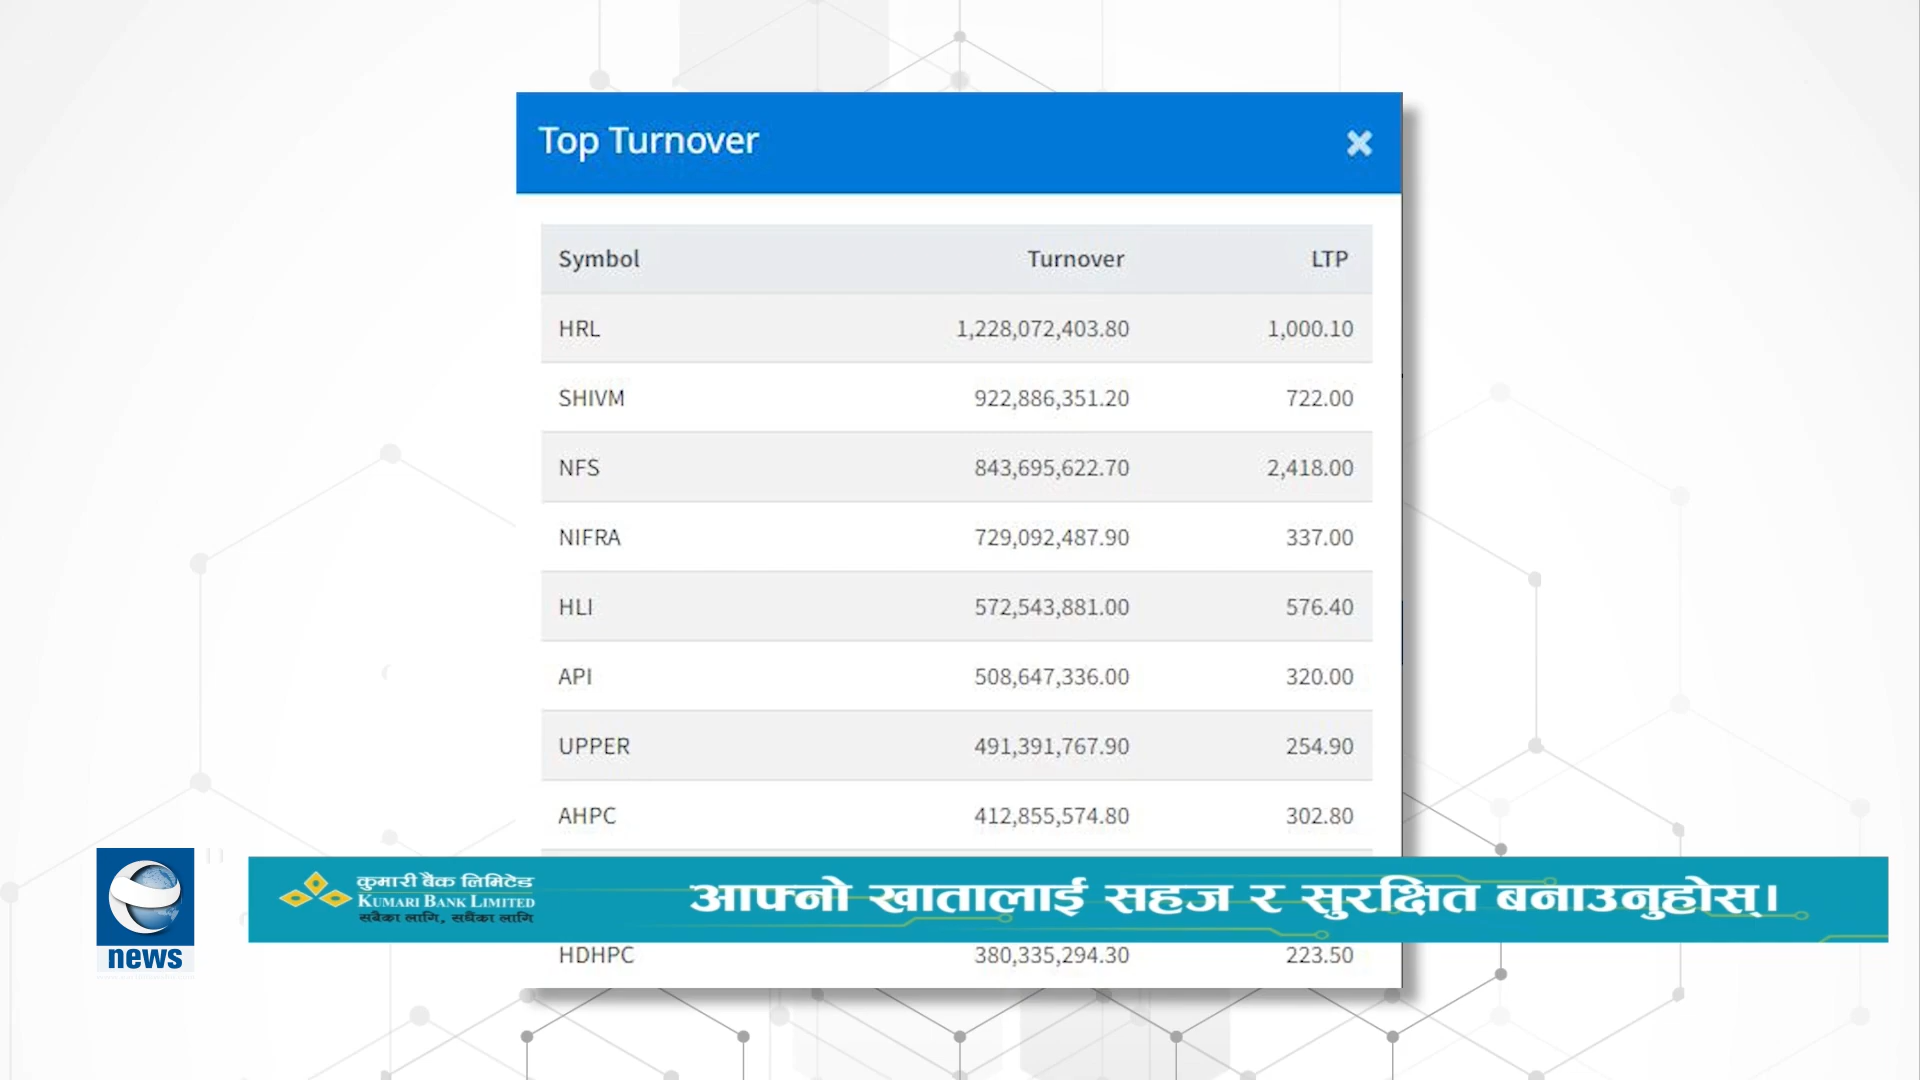 Top Turnover
Symbol Turnover LTP
HRL 1,228,072,403.80 1,000.10
SHIVM 922,886,351.20 722.00
NFS 843,695,622.70 2,418.00
NIFRA 729,092,487.90 337.00
HLI 572,543,881.00 576.40
API 508,647,336.00 320.00
UPPER 491,391,767.90 254.90
AHPC 412,855,574.80 302.80
कुमारी बैंक लिमिटेड
KUMARI BANK LIMITED
सबैका लागि, सधैंका लागि
आफ्नो खातालाई सहज र सुरक्षित बनाउनुहोस्।
news
HDHPC 380,335,294.30 223.50